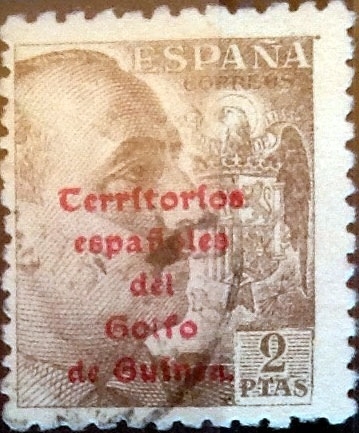 ESPAÑA
CORREOS
Territorios
españoles
del
Golfo
de Guinea.
2
PTAS